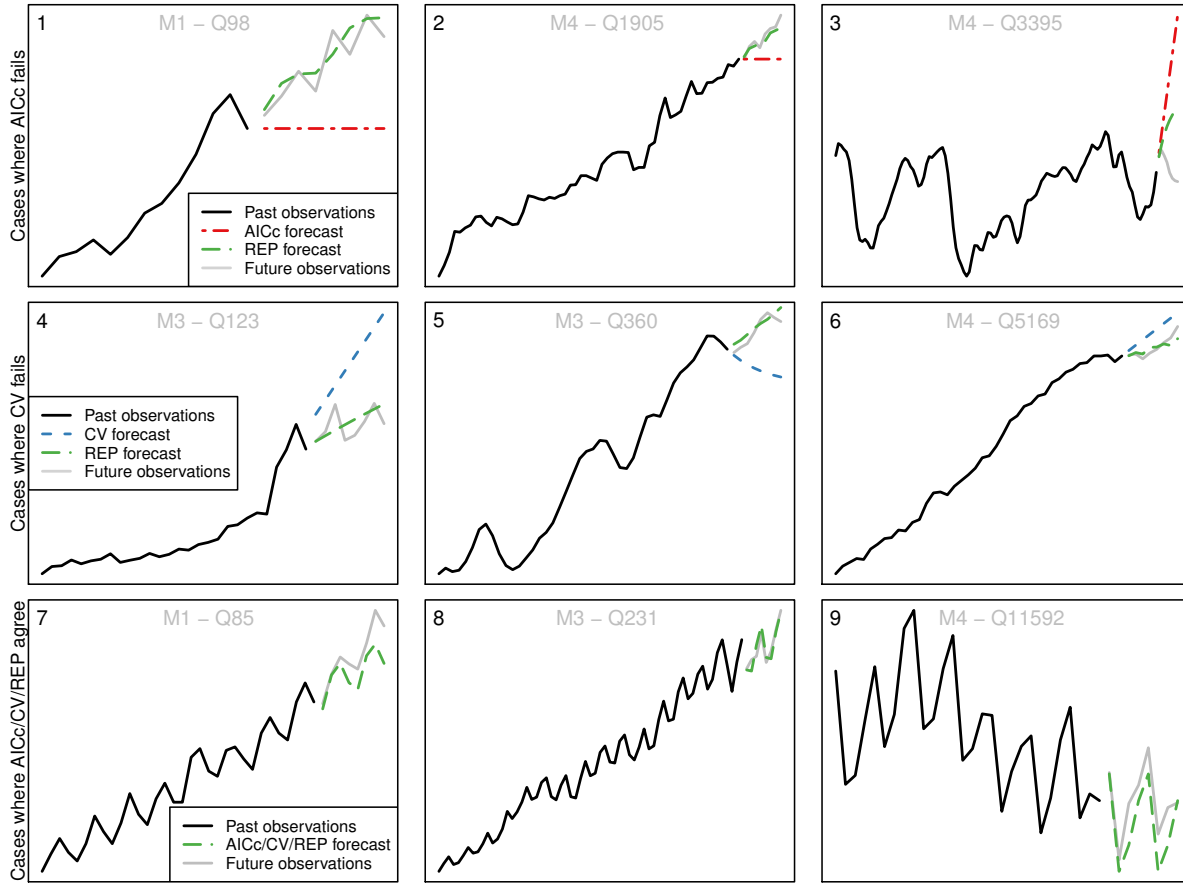 Cases where AICc fails
1
M1 – Q98
Past observations
AICc forecast
REP forecast
Future observations
2
M4 – Q1905
3
M4 – Q3395
Cases where CV fails
4
M3 – Q123
Past observations
CV forecast
REP forecast
Future observations
5
M3 – Q360
6
M4 – Q5169
Cases where AICc/CV/REP agree
7
M1 – Q85
Past observations
AICc/CV/REP forecast
Future observations
8
M3 – Q231
9
M4 – Q11592